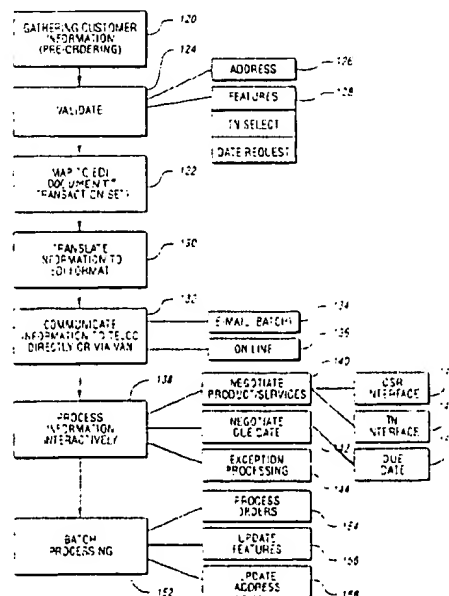 GATHERING CUSTOMER
INFORMATION
(PRE-ORDERING)
120
124
VALIDATE
ADDRESS
126
FEATURES
128
TN SELECT
DATE REQUEST
MAP TO EDI
DOCUMENT
TRANSACTION SETS
122
TRANSLATE
INFORMATION TO
EDI FORMAT
130
132
COMMUNICATE
INFORMATION TO TELCO
DIRECTLY OR VIA VAN
E-MAIL (BATCH)
134
ON LINE
136
138
PROCESS
INFORMATION
INTERACTIVELY
140
NEGOTIATE
PRODUCT/SERVICES
NEGOTIATE
DUE DATE
142
EXCEPTION
PROCESSING
144
CSR
INTERFACE
TN
INTERFACE
DUE
DATE
BATCH
PROCESSING
152
PROCESS
ORDERS
154
UPDATE
FEATURES
156
UPDATE
ADDRESS
158